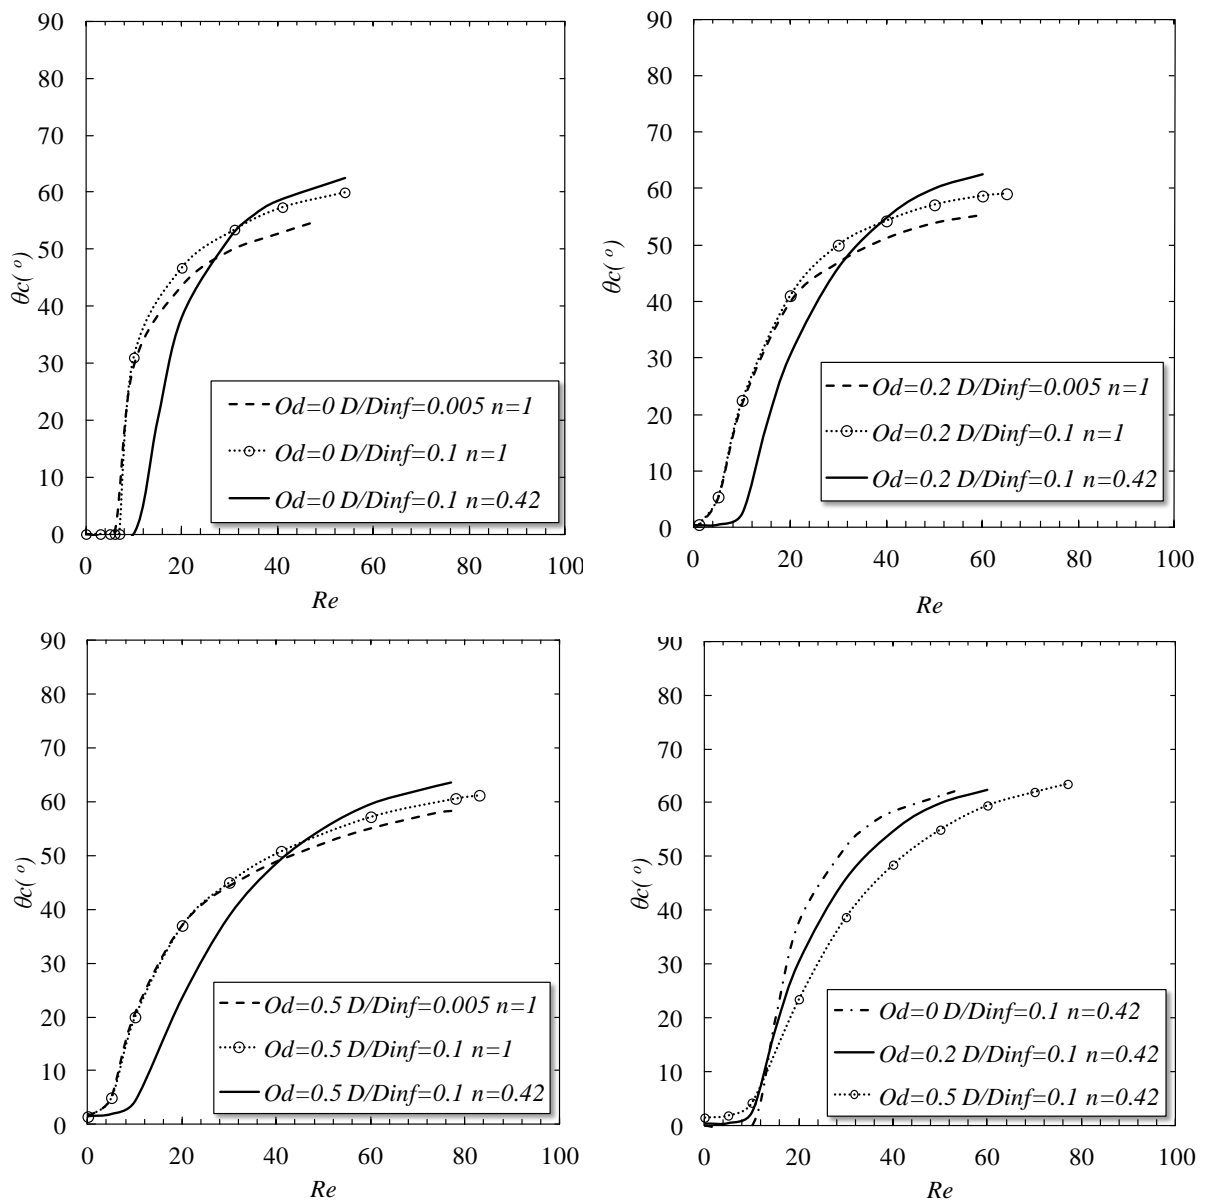 90
80
70
60
50
40
30
20
10
0
θc( o)
0 20 40 60 80 100
Re
Od=0 D/Dinf=0.005 n=1
Od=0 D/Dinf=0.1 n=1
Od=0 D/Dinf=0.1 n=0.42
90
80
70
60
50
40
30
20
10
0
θc( o)
0 20 40 60 80 100
Re
Od=0.2 D/Dinf=0.005 n=1
Od=0.2 D/Dinf=0.1 n=1
Od=0.2 D/Dinf=0.1 n=0.42
90
80
70
60
50
40
30
20
10
0
θc( o)
0 20 40 60 80 100
Re
Od=0.5 D/Dinf=0.005 n=1
Od=0.5 D/Dinf=0.1 n=1
Od=0.5 D/Dinf=0.1 n=0.42
90
80
70
60
50
40
30
20
10
0
θc( o)
0 20 40 60 80 100
Re
Od=0 D/Dinf=0.1 n=0.42
Od=0.2 D/Dinf=0.1 n=0.42
Od=0.5 D/Dinf=0.1 n=0.42